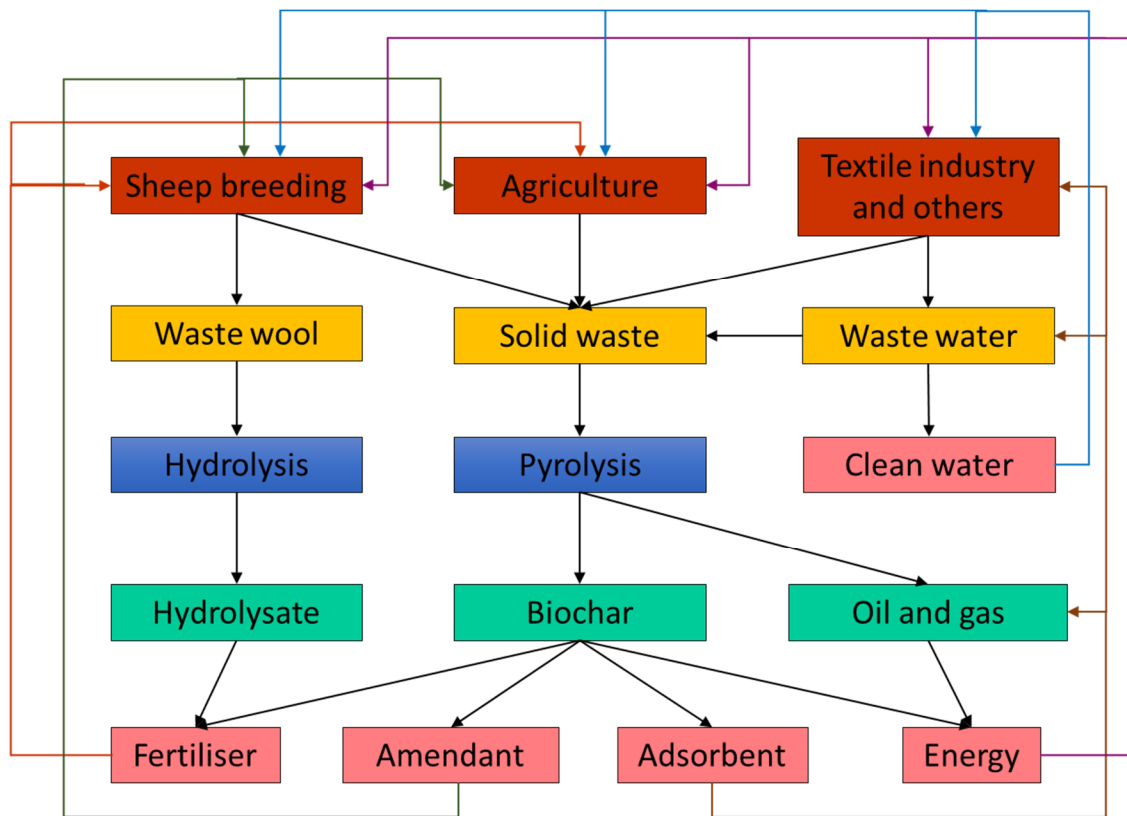 Sheep breeding
Agriculture
Textile industry
and others
Waste wool
Solid waste
Waste water
Hydrolysis
Pyrolysis
Clean water
Hydrolysate
Biochar
Oil and gas
Fertiliser
Amendant
Adsorbent
Energy